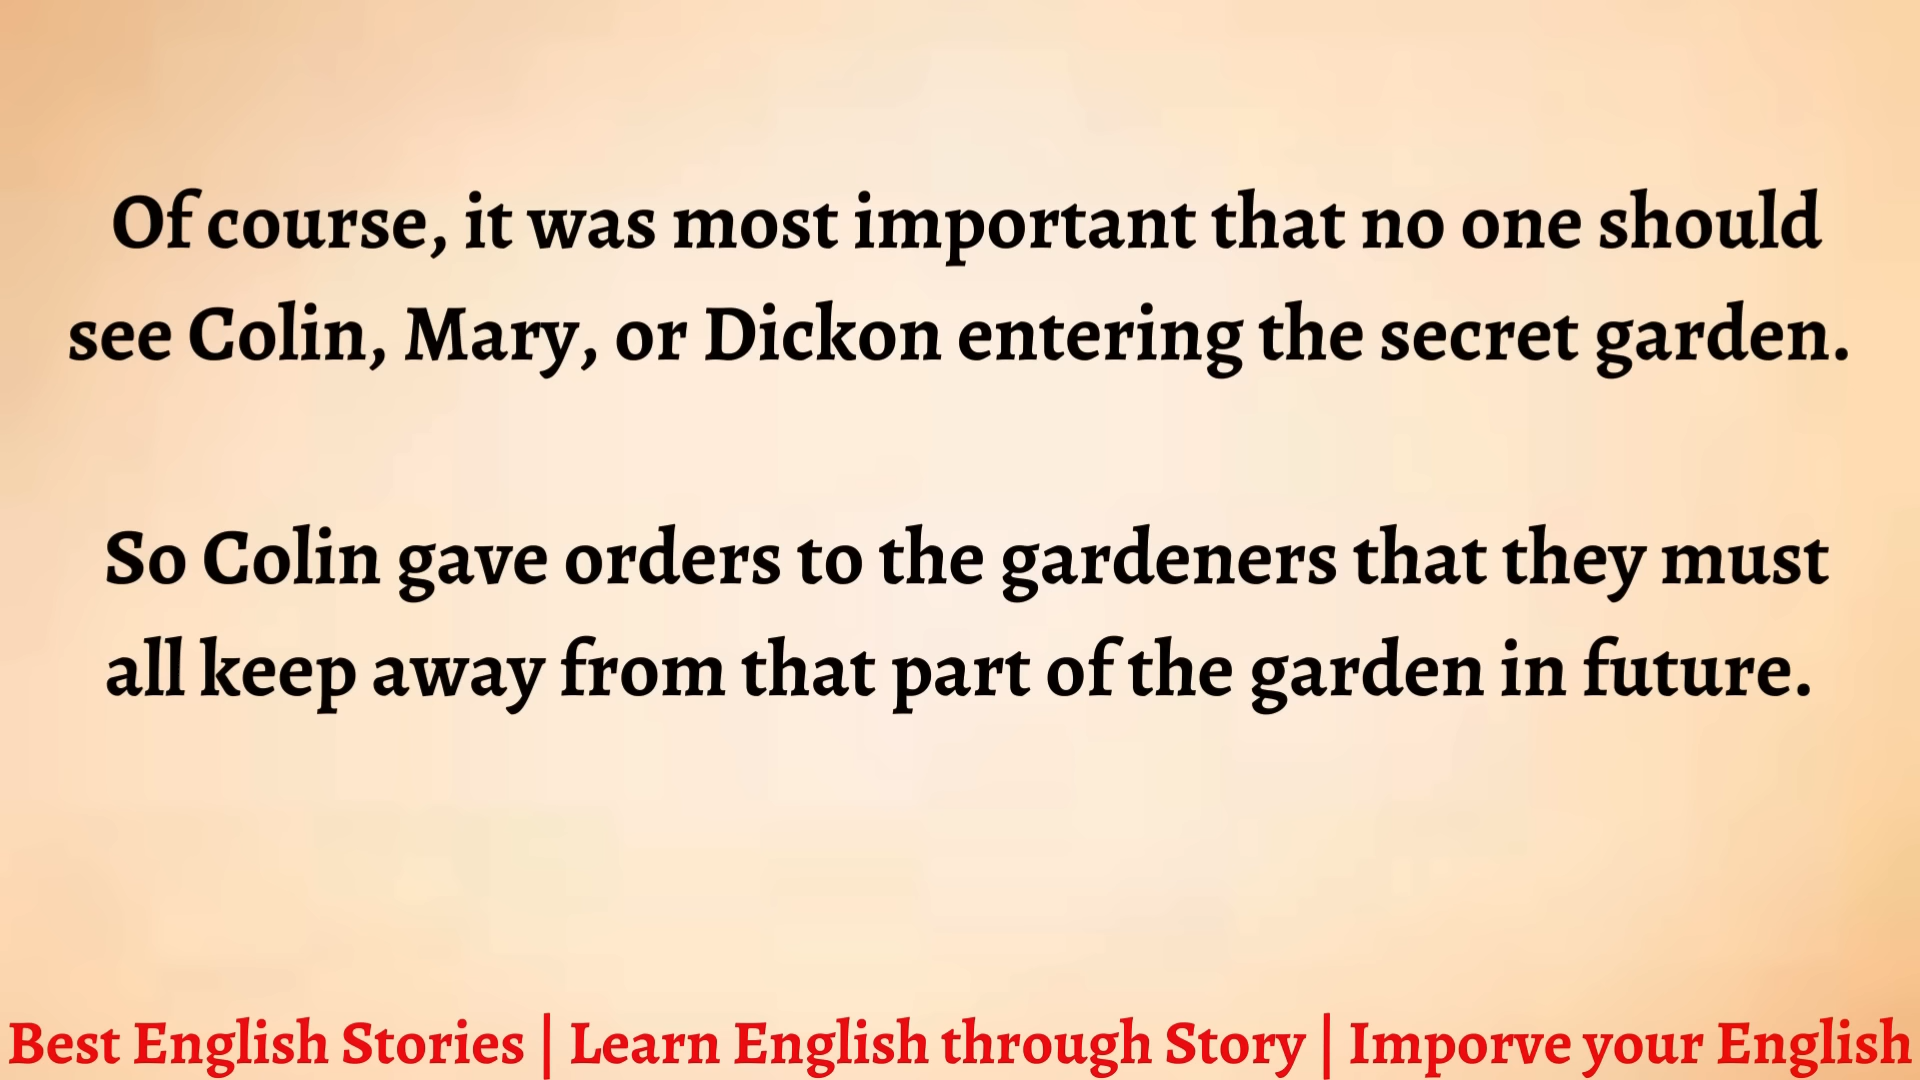 Of course, it was most important that no one should
see Colin, Mary, or Dickon entering the secret garden.
So Colin gave orders to the gardeners that they must
all keep away from that part of the garden in future.
Best English Stories | Learn English through Story | Imporve your English